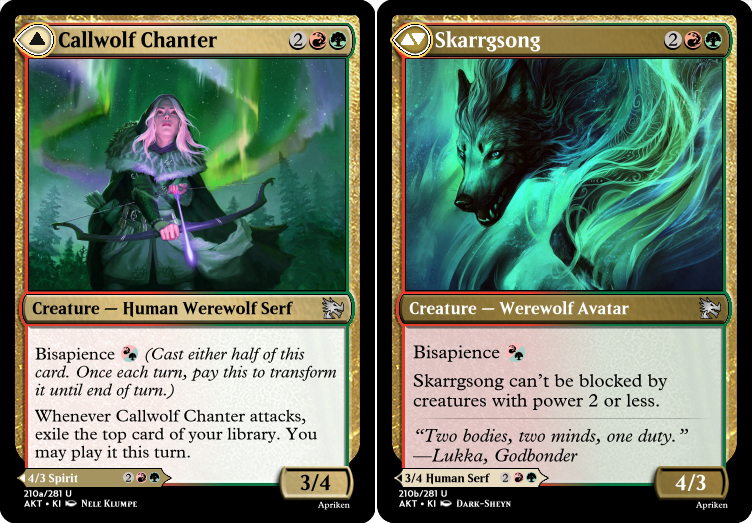 Callwolf Chanter 2
Creature — Human Werewolf Serf
Bisapience (Cast either half of this
card. Once each turn, pay this to transform
it until end of turn.)
Whenever Callwolf Chanter attacks,
exile the top card of your library. You
may play it this turn.
4/3 Spirit 2
3/4
210a/281 U
AKT • KI NELE KLUMPE
Apriken
Skarrgsong 2
Creature — Werewolf Avatar
Bisapience
Skarrgsong can't be blocked by
creatures with power 2 or less.
“Two bodies, two minds, one duty.”
—Lukka, Godbonder
3/4 Human Serf 2
4/3
210b/281 U
AKT • KI DARK-SHEYN
Apriken